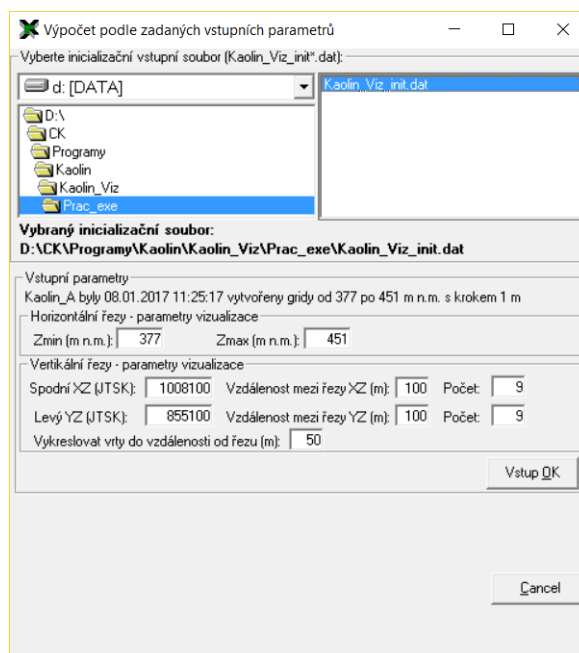 Výpočet podle zadaných vstupních parametrů
Vyberte inicializační vstupní soubor (Kaolin_Viz_init*.dat):
d: [DATA]
Kaolin_Viz_init.dat
D:\
CK
Programy
Kaolin
Kaolin_Viz
Prac_exe
Vybraný inicializační soubor:
D:\CK\Programy\Kaolin\Kaolin_Viz\Prac_exe\Kaolin_Viz_init.dat
Vstupní parametry
Kaolin_A byly 08.01.2017 11:25:17 vytvořeny gridy od 377 po 451 m n.m. s krokem 1 m
Horizontální řezy - parametry vizualizace
Zmin (m n.m.): 377 Zmax (m n.m.): 451
Vertikální řezy - parametry vizualizace
Spodní XZ (JTSK): 1008100 Vzdálenost mezi řezy XZ (m): 100 Počet: 9
Levý YZ (JTSK): 855100 Vzdálenost mezi řezy YZ (m): 100 Počet: 9
Vykreslovat vrty do vzdálenosti od řezu (m): 50
Vstup OK
Cancel